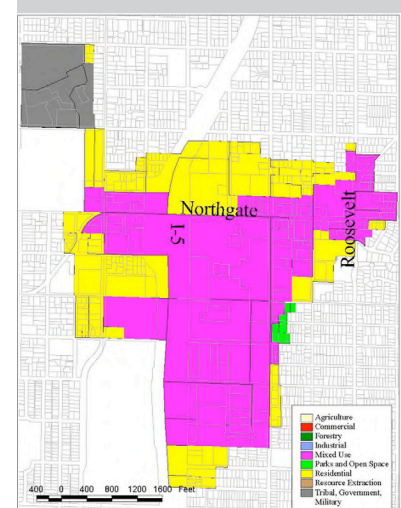 Northgate
I-5
Roosevelt
Agriculture
Commercial
Forestry
Industrial
Mixed Use
Parks and Open Space
Residential
Resource Extraction
Tribal, Government,
Military
400 0 400 800 1200 1600 Feet